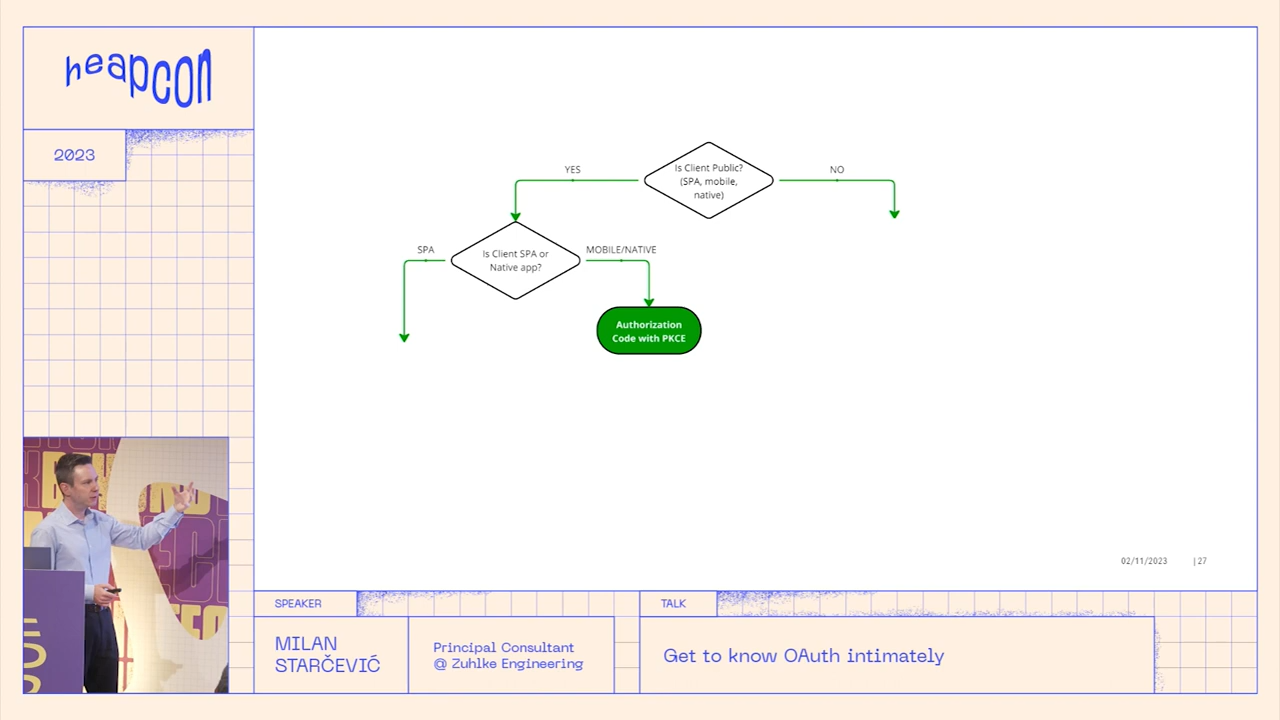 heapcon
2023
YES
Is Client Public?
(SPA, mobile,
native)
NO
SPA
Is Client SPA or
Native app?
MOBILE/NATIVE
Authorization
Code with PKCE
02/11/2023 | 27
SPEAKER
MILAN
STARČEVIĆ
Principal Consultant
@ Zuhlke Engineering
TALK
Get to know OAuth intimately